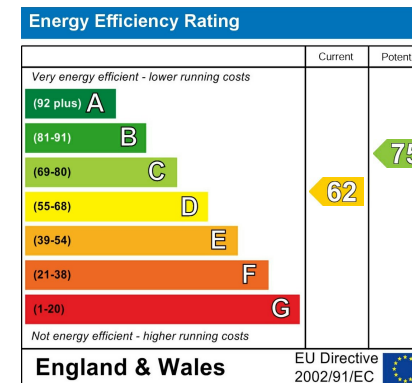 Energy Efficiency Rating
Current Potent
Very energy efficient - lower running costs
(92 plus) A
(81-91) B
(69-80) C
(55-68) D
(39-54) E
(21-38) F
(1-20) G
62
75
Not energy efficient - higher running costs
England & Wales
EU Directive
2002/91/EC